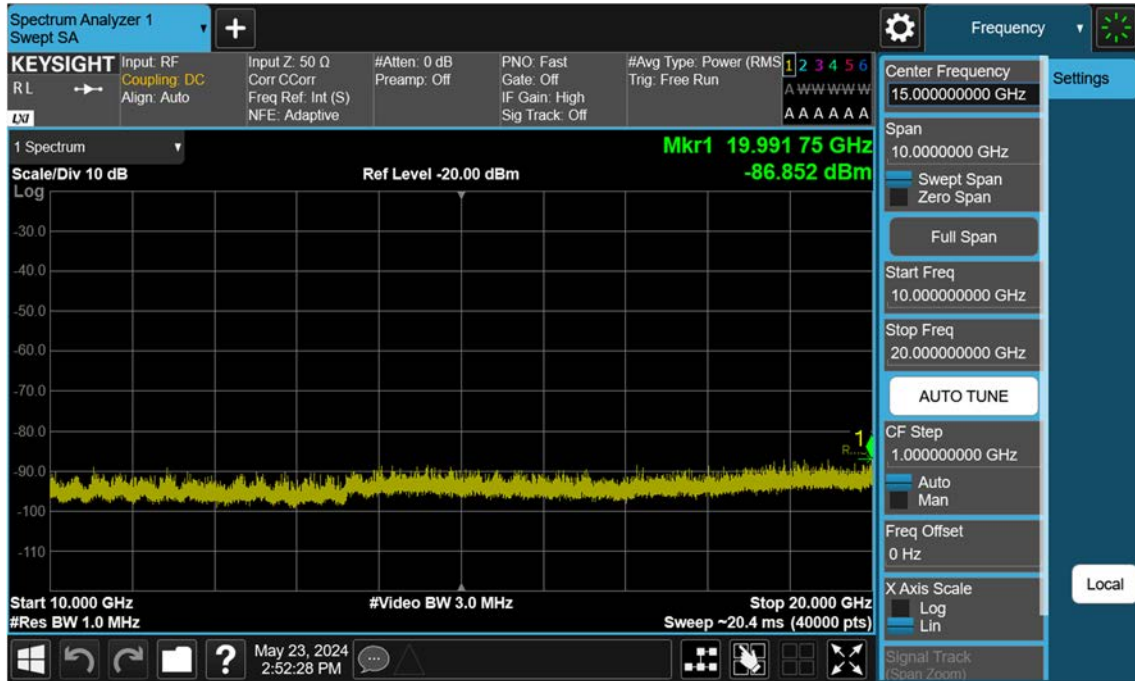 Spectrum Analyzer 1
Swept SA
Frequency
KEYSIGHT
R L
LXI
Input: RF
Coupling: DC
Align: Auto
Input Z: 50 Ω
Corr CCorr
Freq Ref: Int (S)
NFE: Adaptive
#Atten: 0 dB
Preamp: Off
PNO: Fast
Gate: Off
IF Gain: High
Sig Track: Off
#Avg Type: Power (RMS
Trig: Free Run
1 2 3 4 5 6
A W W W W W
A A A A A A
1 Spectrum
Mkr1 19.991 75 GHz
Scale/Div 10 dB
Ref Level -20.00 dBm
-86.852 dBm
Log
-30.0
-40.0
-50.0
-60.0
-70.0
-80.0
-90.0
-100
-110
1
R...
Start 10.000 GHz
#Video BW 3.0 MHz
Stop 20.000 GHz
#Res BW 1.0 MHz
Sweep ~20.4 ms (40000 pts)
?
May 23, 2024
2:52:28 PM
Center Frequency
15.000000000 GHz
Span
10.0000000 GHz
Swept Span
Zero Span
Full Span
Start Freq
10.000000000 GHz
Stop Freq
20.000000000 GHz
AUTO TUNE
CF Step
1.000000000 GHz
Auto
Man
Freq Offset
0 Hz
X Axis Scale
Log
Lin
Signal Track
(Span Zoom)
Settings
Local